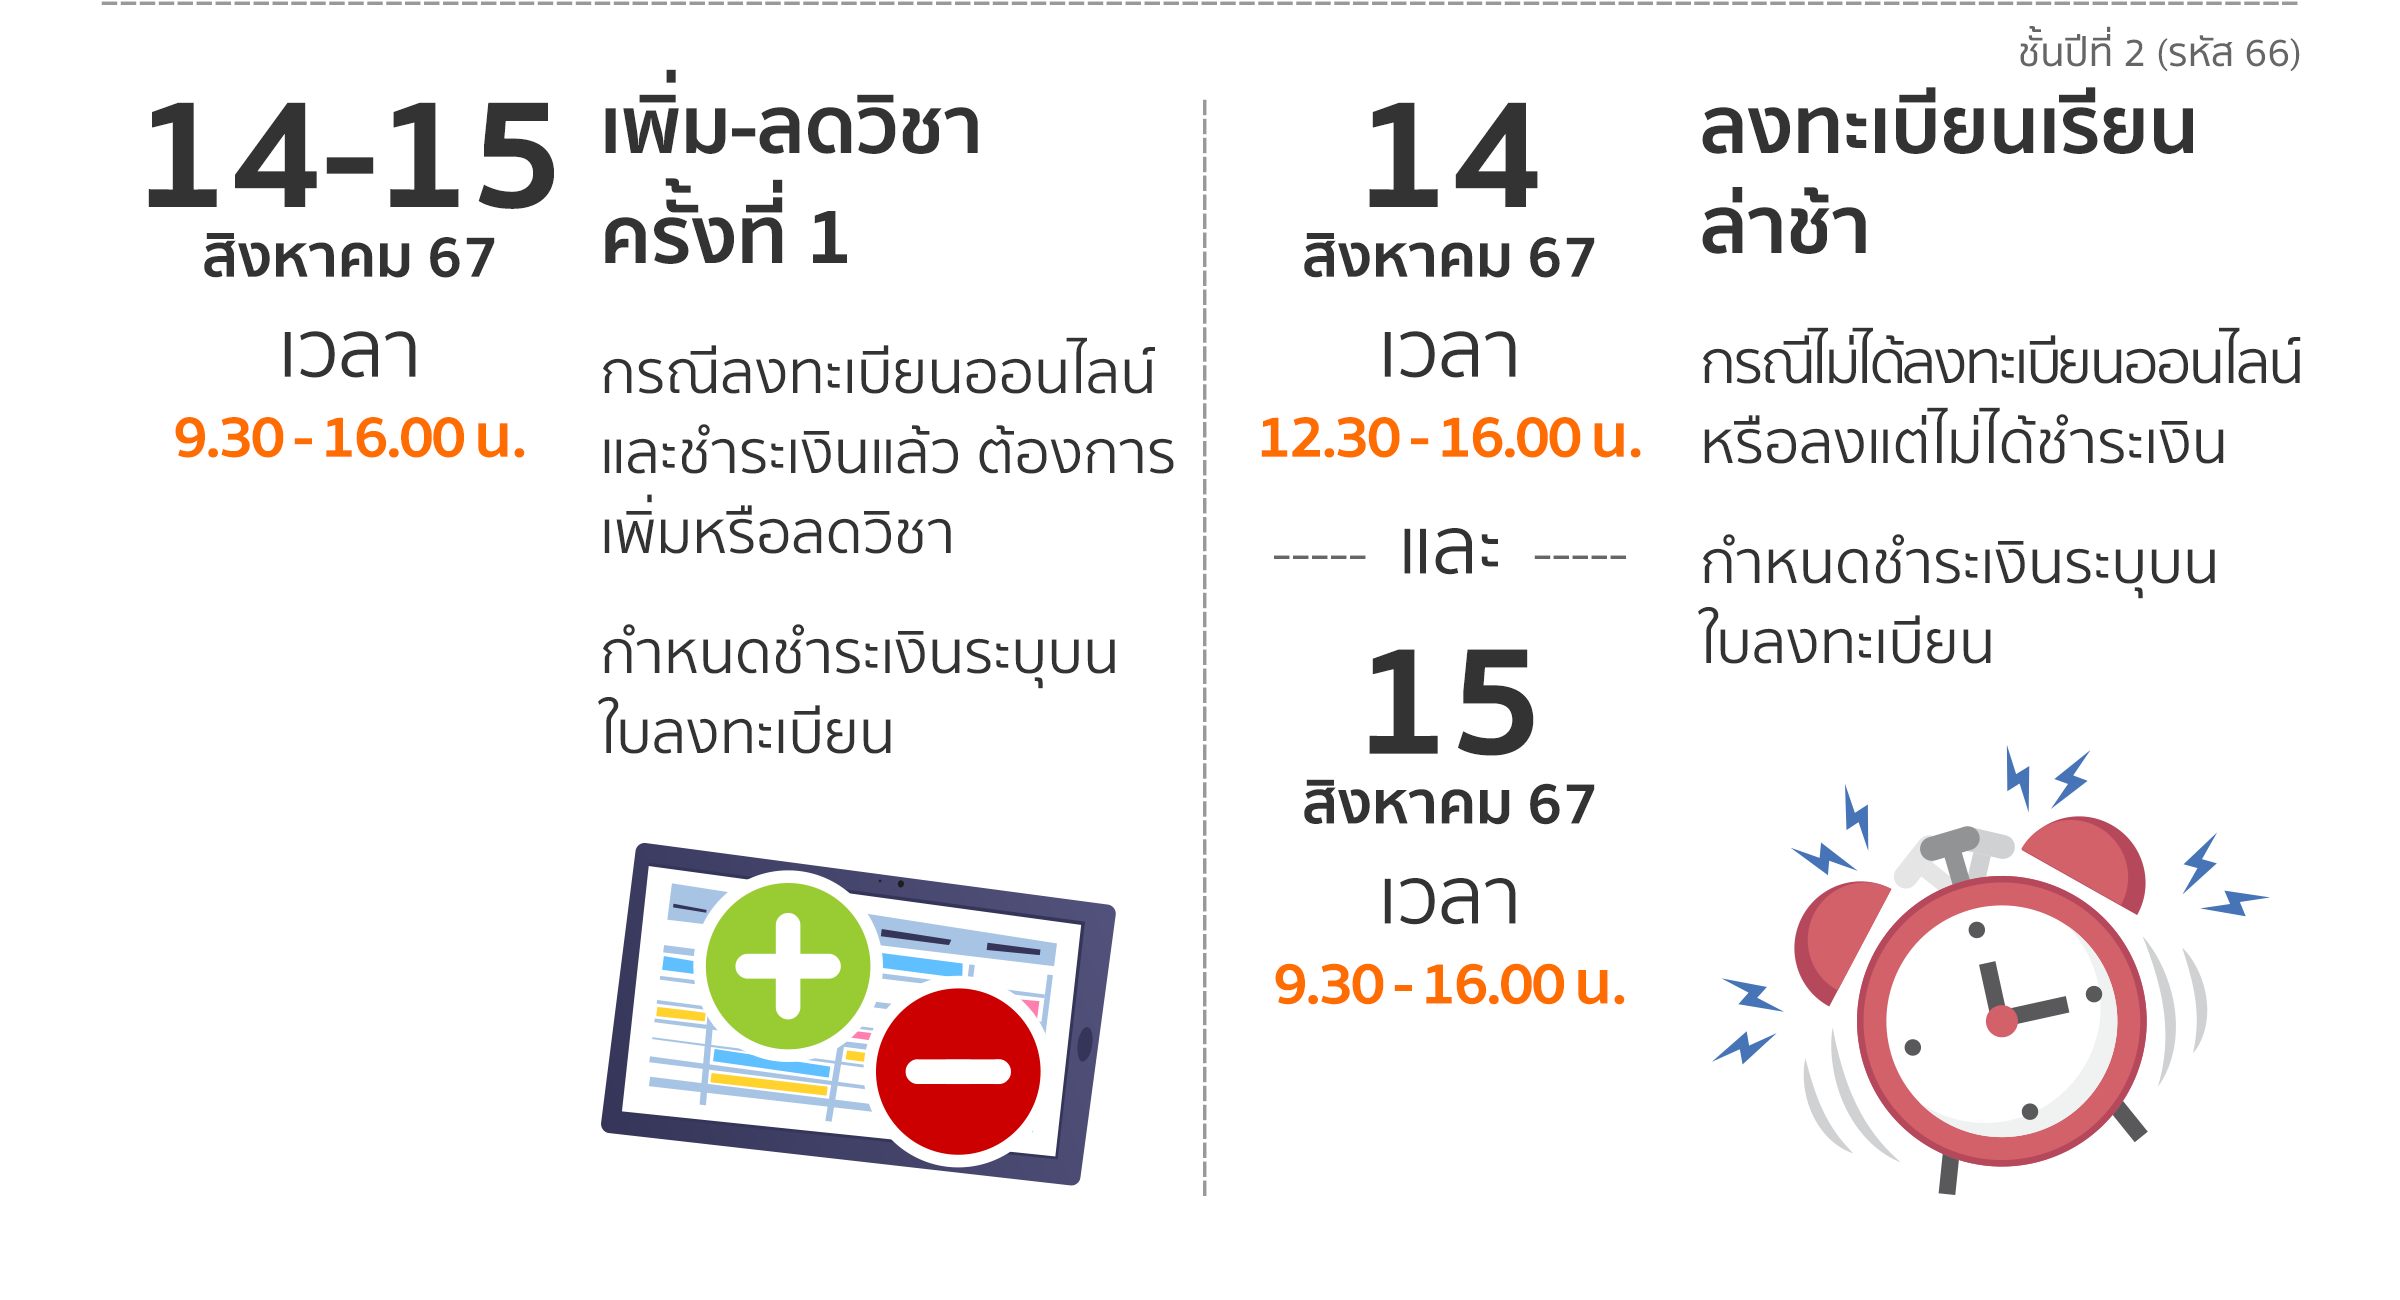 ชั้นปีที่ 2 (รหัส 66)
14-15
สิงหาคม 67
เวลา
9.30 - 16.00 น.
เพิ่ม-ลดวิชา
ครั้งที่ 1
กรณีลงทะเบียนออนไลน์
และชำระเงินแล้ว ต้องการ
เพิ่มหรือลดวิชา
กำหนดชำระเงินระบุบน
ใบลงทะเบียน
14
สิงหาคม 67
เวลา
12.30 - 16.00 น.
----- และ -----
15
สิงหาคม 67
เวลา
9.30 - 16.00 น.
ลงทะเบียนเรียน
ล่าช้า
กรณีไม่ได้ลงทะเบียนออนไลน์
หรือลงแต่ไม่ได้ชำระเงิน
กำหนดชำระเงินระบุบน
ใบลงทะเบียน